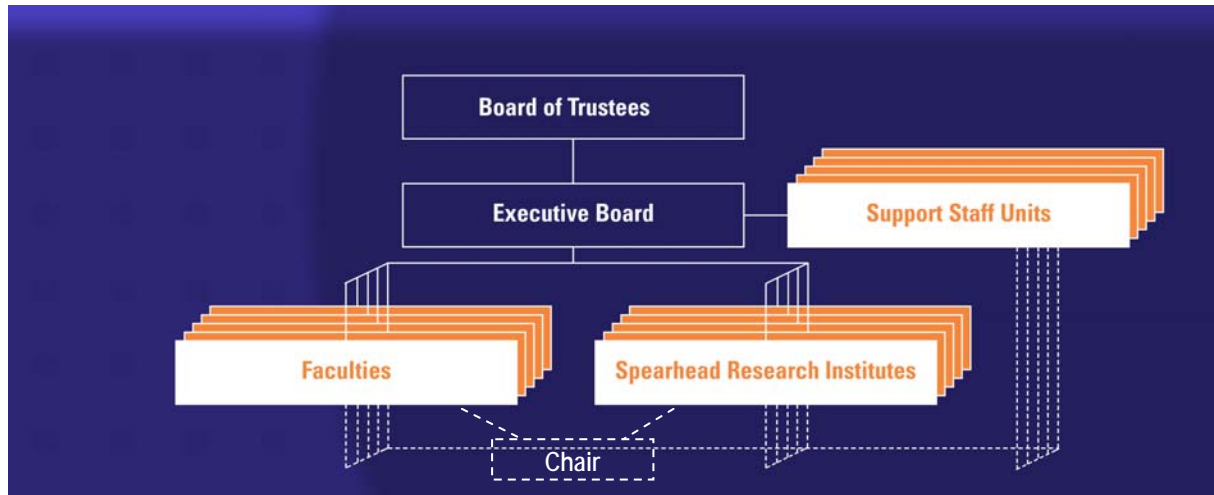 Board of Trustees
Executive Board
Support Staff Units
Faculties
Spearhead Research Institutes
Chair